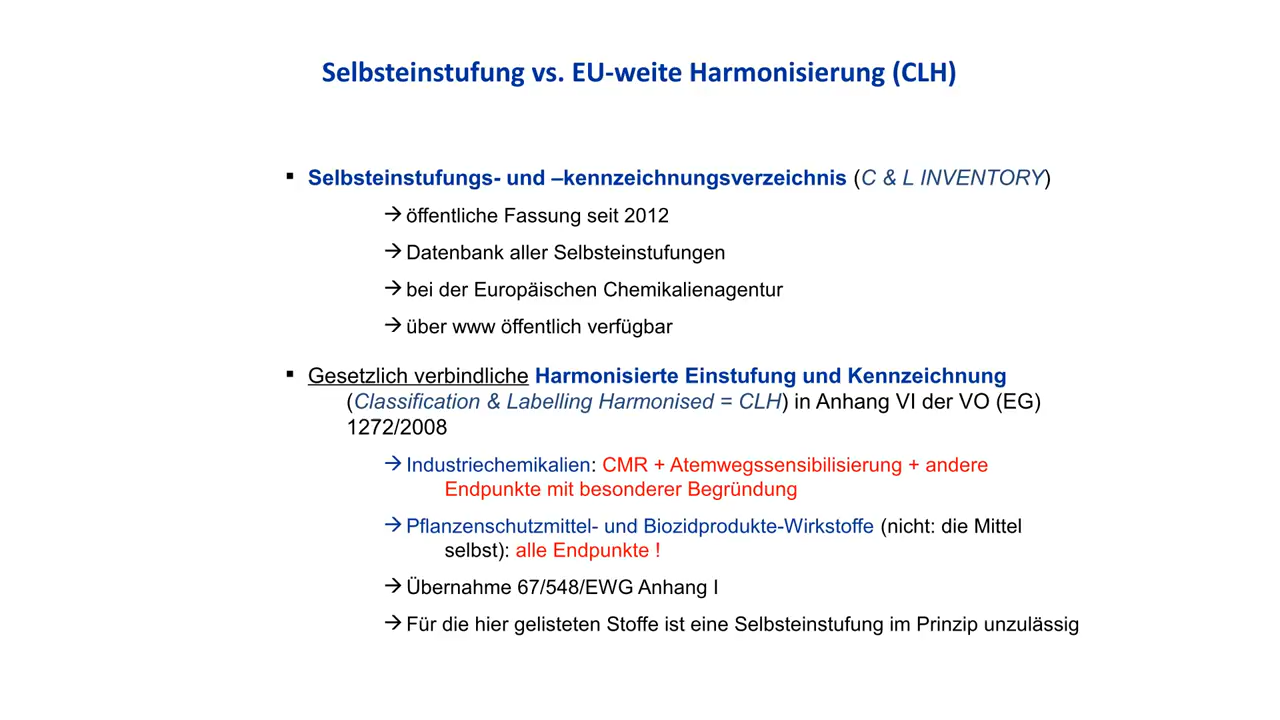 Selbsteinstufung vs. EU-weite Harmonisierung (CLH)
▪ Selbsteinstufungs- und –kennzeichnungsverzeichnis (C & L INVENTORY)
→ öffentliche Fassung seit 2012
→ Datenbank aller Selbsteinstufungen
→ bei der Europäischen Chemikalienagentur
→ über www öffentlich verfügbar
▪ Gesetzlich verbindliche Harmonisierte Einstufung und Kennzeichnung
(Classification & Labelling Harmonised = CLH) in Anhang VI der VO (EG)
1272/2008
→ Industriechemikalien: CMR + Atemwegssensibilisierung + andere
Endpunkte mit besonderer Begründung
→ Pflanzenschutzmittel- und Biozidprodukte-Wirkstoffe (nicht: die Mittel
selbst): alle Endpunkte !
→ Übernahme 67/548/EWG Anhang I
→ Für die hier gelisteten Stoffe ist eine Selbsteinstufung im Prinzip unzulässig